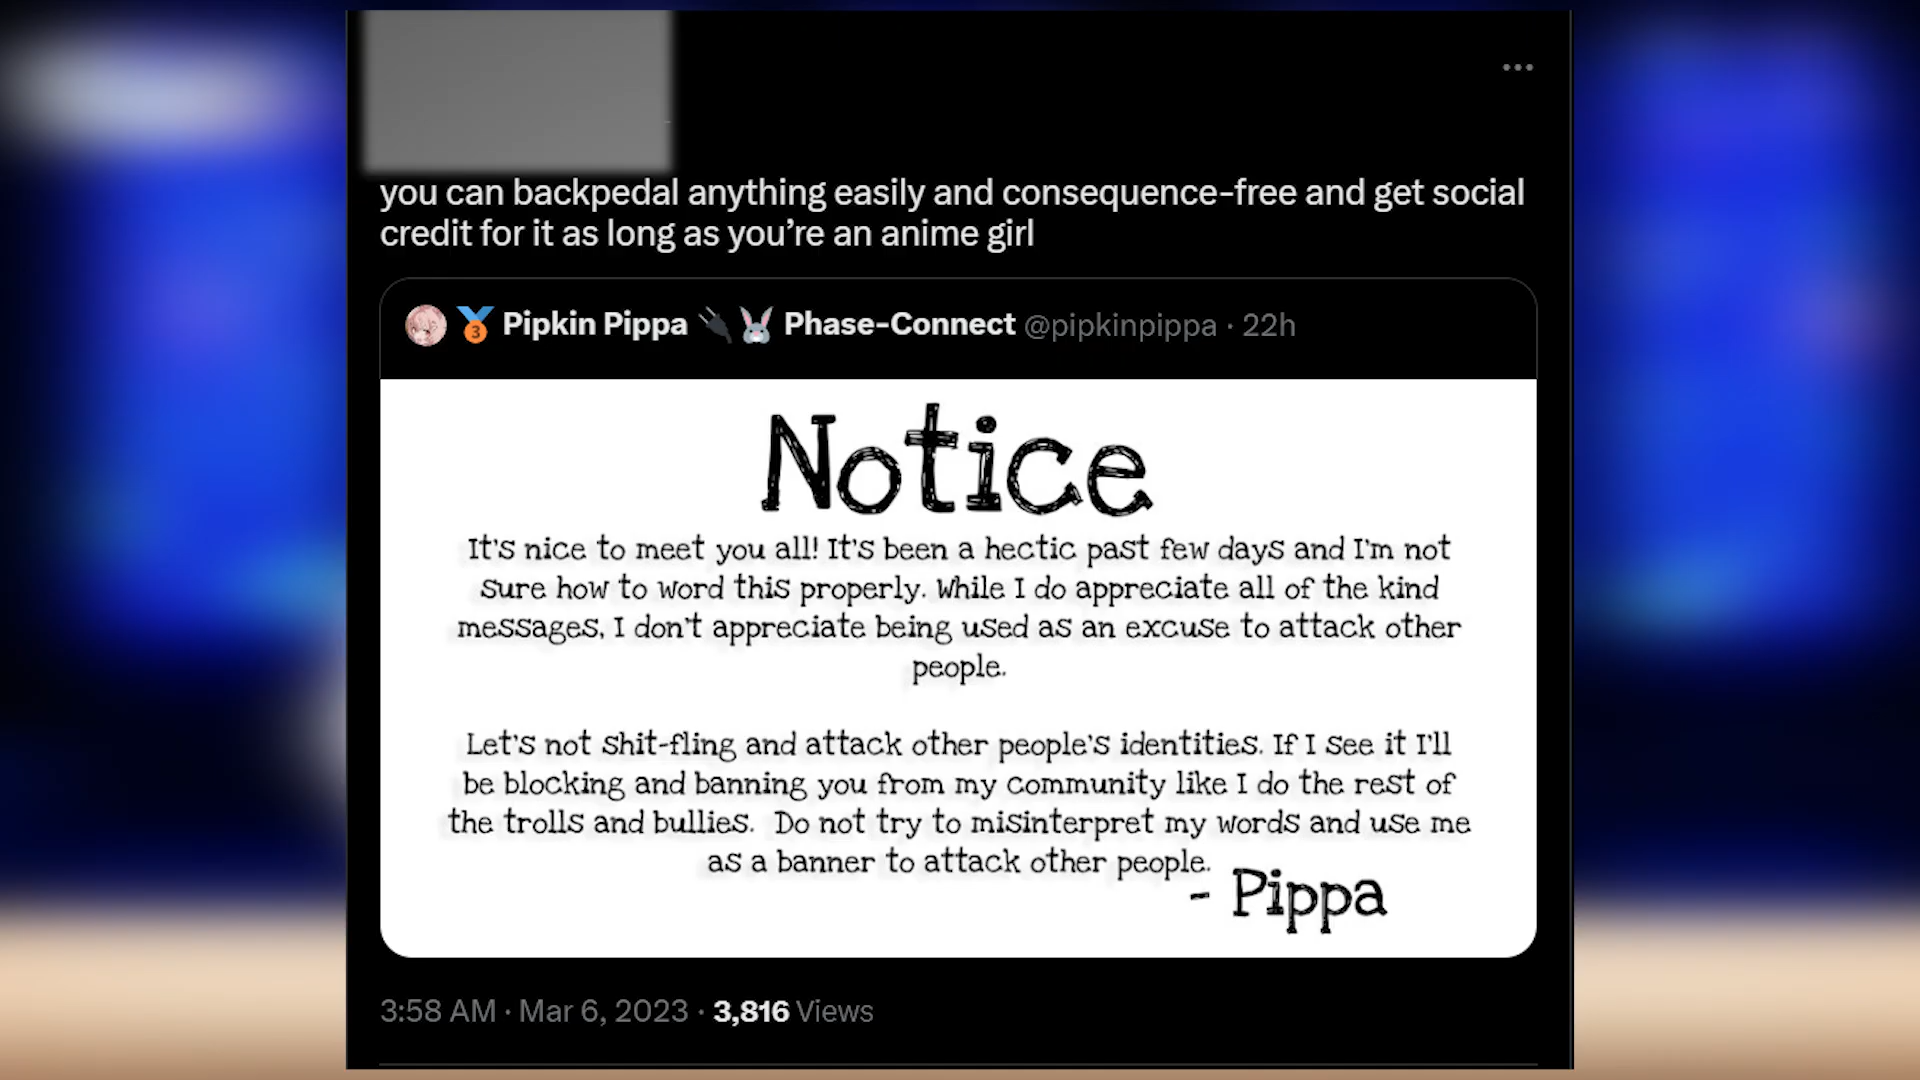 you can backpedal anything easily and consequence-free and get social
credit for it as long as you’re an anime girl
🥉 Pipkin Pippa 🔌🐰 Phase-Connect @pipkinpippa · 22h
Notice
It's nice to meet you all! It's been a hectic past few days and I'm not
sure how to word this properly. While I do appreciate all of the kind
messages, I don't appreciate being used as an excuse to attack other
people.
Let's not shit-fling and attack other people's identities. If I see it I'll
be blocking and banning you from my community like I do the rest of
the trolls and bullies.  Do not try to misinterpret my words and use me
as a banner to attack other people.
- Pippa
3:58 AM · Mar 6, 2023 · 3,816 Views